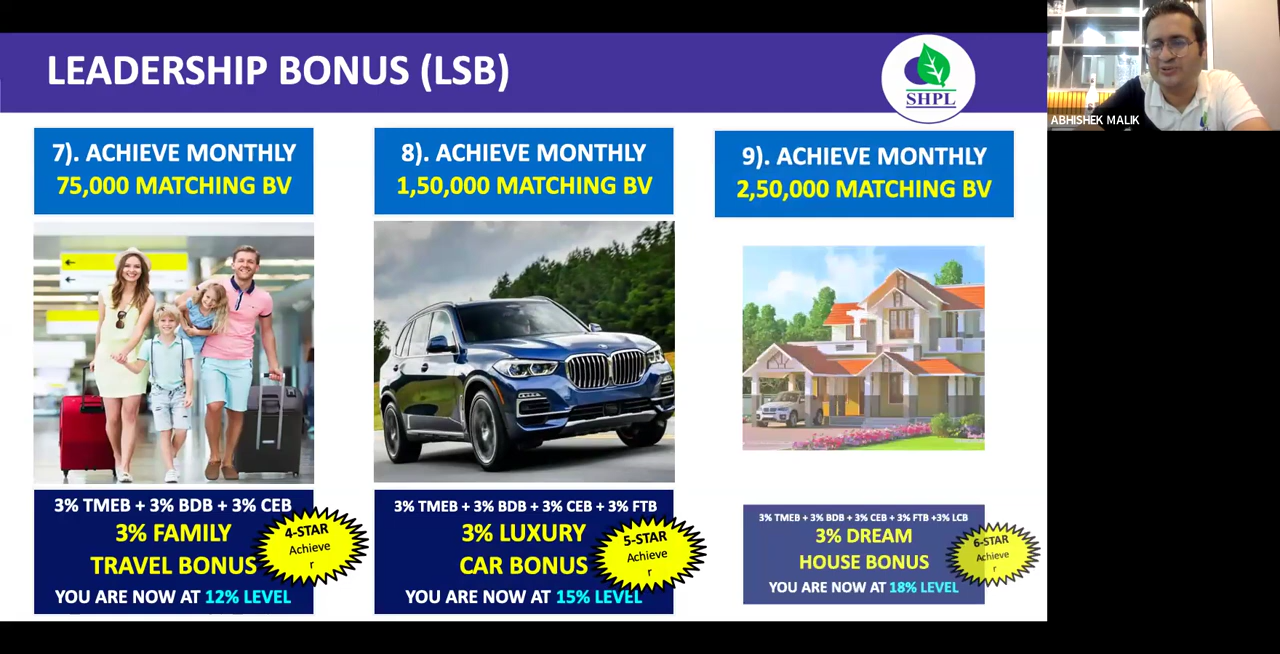 LEADERSHIP BONUS (LSB)
SHPL
ABHISHEK MALIK
7). ACHIEVE MONTHLY
75,000 MATCHING BV
8). ACHIEVE MONTHLY
1,50,000 MATCHING BV
9). ACHIEVE MONTHLY
2,50,000 MATCHING BV
3% TMEB + 3% BDB + 3% CEB
3% FAMILY
TRAVEL BONUS
YOU ARE NOW AT 12% LEVEL
4-STAR
Achieve
r
3% TMEB + 3% BDB + 3% CEB + 3% FTB
3% LUXURY
CAR BONUS
YOU ARE NOW AT 15% LEVEL
5-STAR
Achieve
r
3% TMEB + 3% BDB + 3% CEB + 3% FTB +3% LCB
3% DREAM
HOUSE BONUS
YOU ARE NOW AT 18% LEVEL
6-STAR
Achieve
r